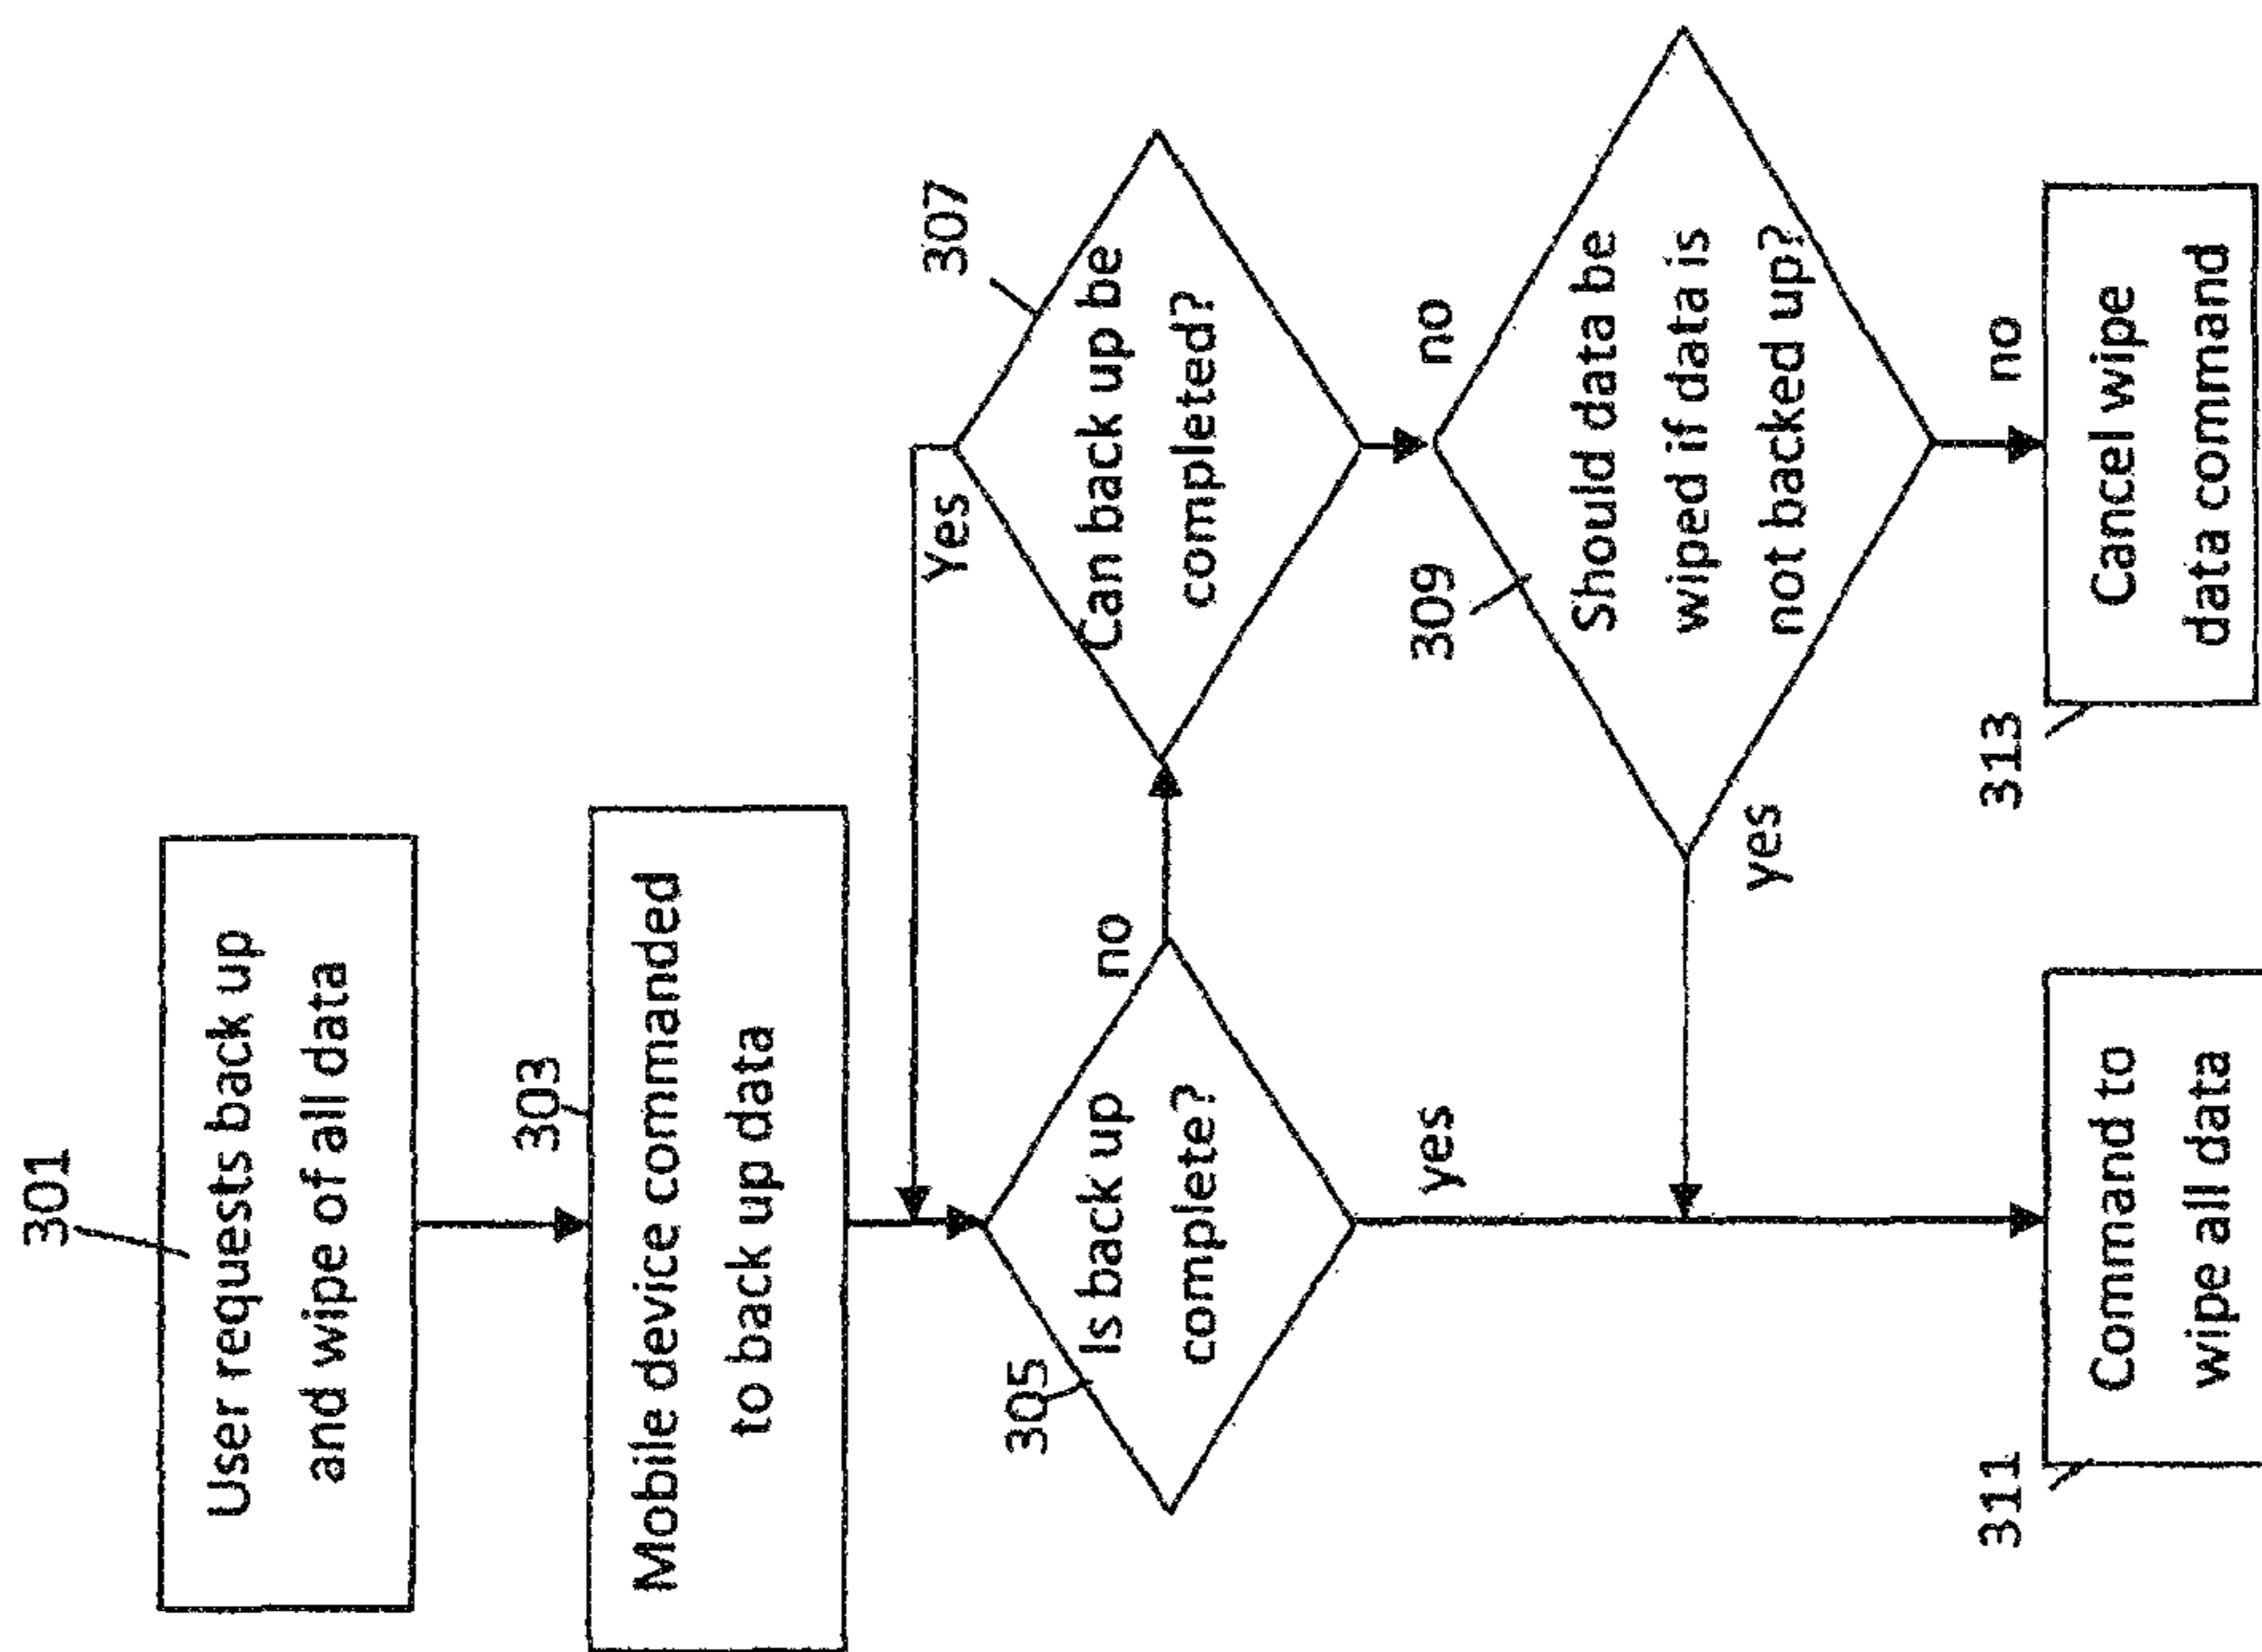 301
User requests back up
and wipe of all data
303
Mobile device commanded
to back up data
305
Is back up
complete?
no
yes
307
Yes
Can back up be
completed?
no
309
Should data be
wiped if data is
not backed up?
yes
no
311
Command to
wipe all data
313
Cancel wipe
data command